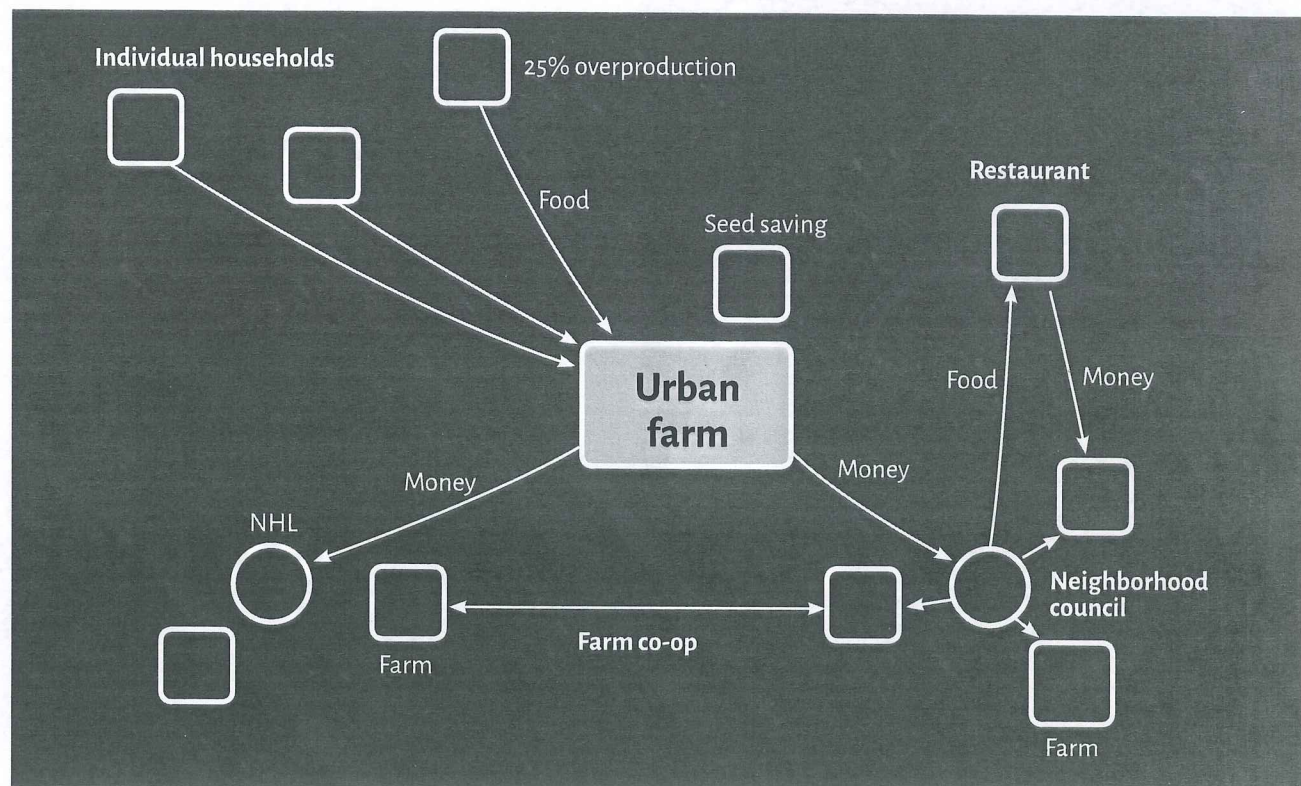 Individual households
25% overproduction
Food
Seed saving
Restaurant
Urban
farm
Food
Money
Money
Money
NHL
Neighborhood
council
Farm co-op
Farm
Farm